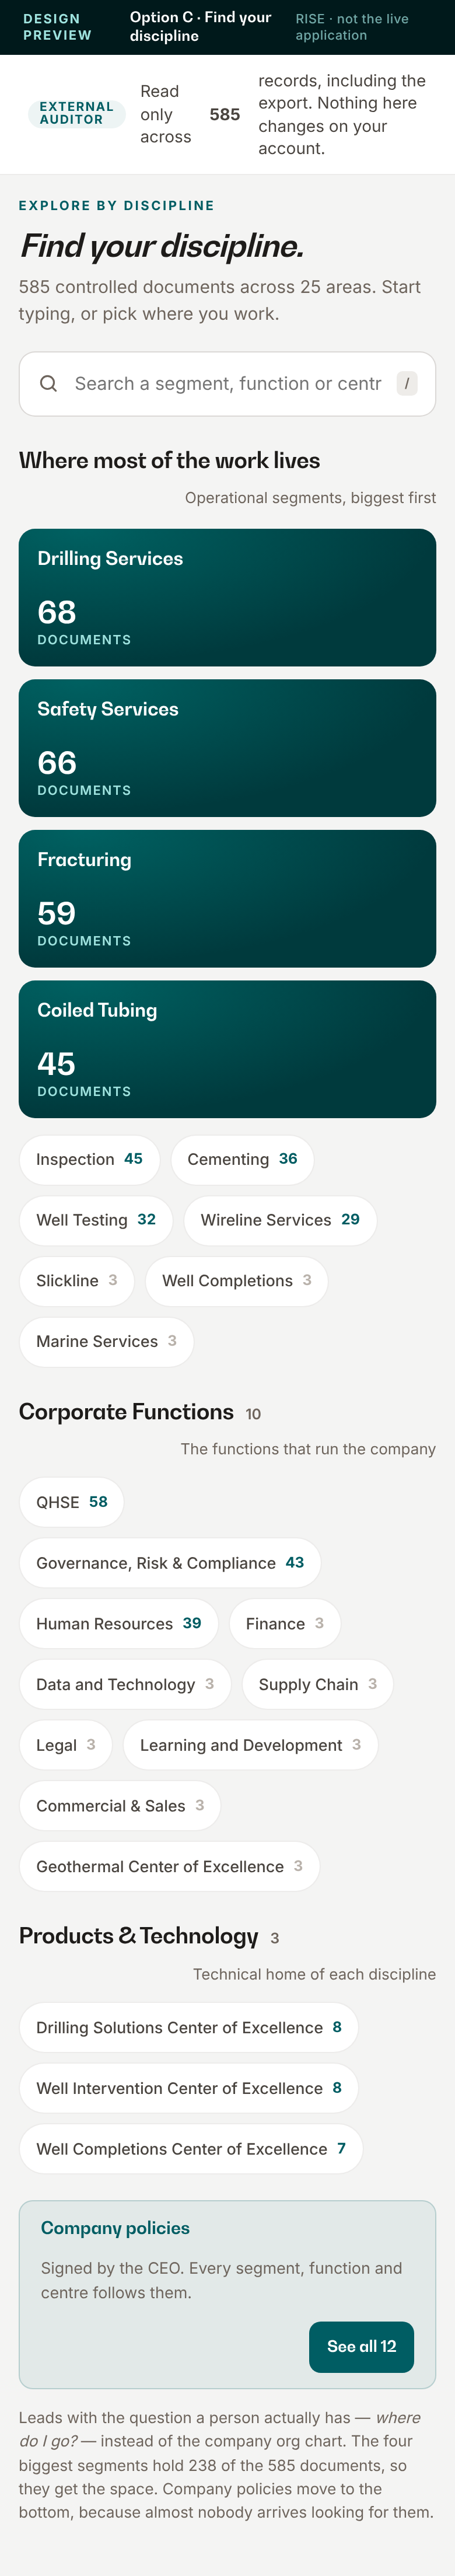 DESIGN
PREVIEW
Option C · Find your
discipline
RISE · not the live
application
EXTERNAL
AUDITOR
Read
only
across
585
records, including the
export. Nothing here
changes on your
account.
EXPLORE BY DISCIPLINE
Find your discipline.
585 controlled documents across 25 areas. Start
typing, or pick where you work.
Search a segment, function or centr
/
Where most of the work lives
Operational segments, biggest first
Drilling Services
68
DOCUMENTS
Safety Services
66
DOCUMENTS
Fracturing
59
DOCUMENTS
Coiled Tubing
45
DOCUMENTS
Inspection 45
Cementing 36
Well Testing 32
Wireline Services 29
Slickline 3
Well Completions 3
Marine Services 3
Corporate Functions 10
The functions that run the company
QHSE 58
Governance, Risk & Compliance 43
Human Resources 39
Finance 3
Data and Technology 3
Supply Chain 3
Legal 3
Learning and Development 3
Commercial & Sales 3
Geothermal Center of Excellence 3
Products & Technology 3
Technical home of each discipline
Drilling Solutions Center of Excellence 8
Well Intervention Center of Excellence 8
Well Completions Center of Excellence 7
Company policies
Signed by the CEO. Every segment, function and
centre follows them.
See all 12
Leads with the question a person actually has — where
do I go? — instead of the company org chart. The four
biggest segments hold 238 of the 585 documents, so
they get the space. Company policies move to the
bottom, because almost nobody arrives looking for them.